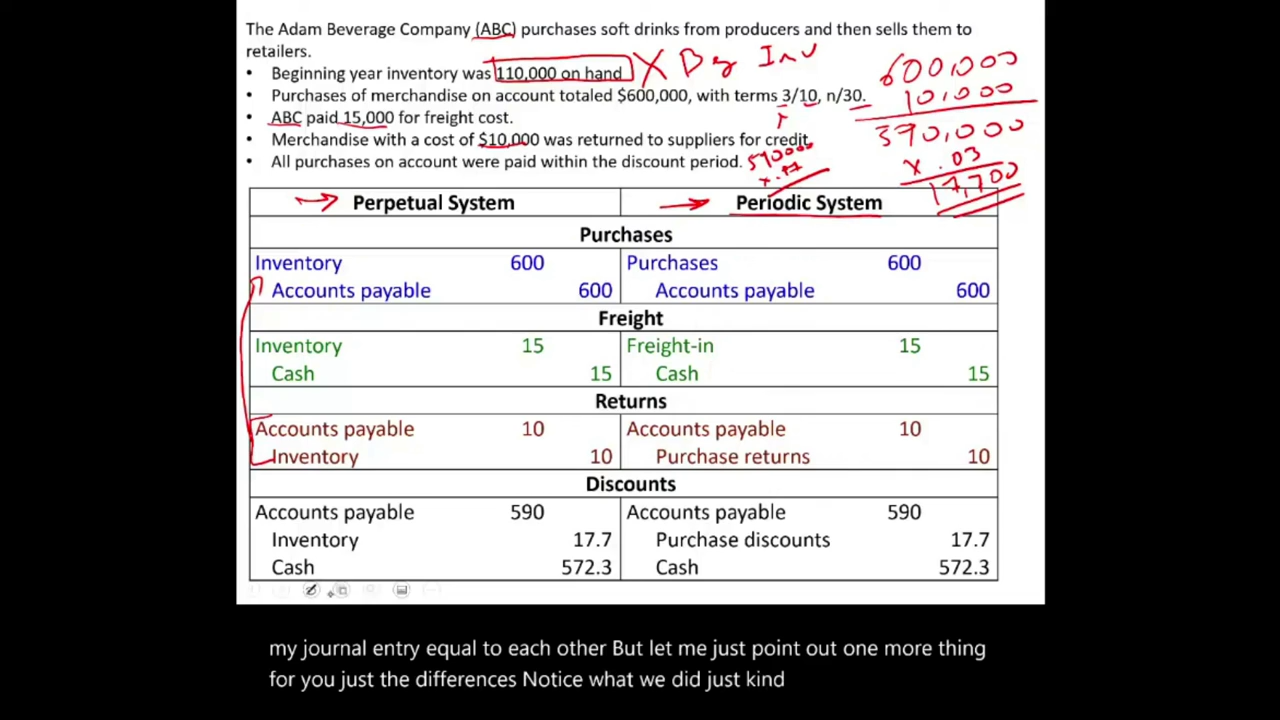 The Adam Beverage Company (ABC) purchases soft drinks from producers and then sells them to
retailers.
• Beginning year inventory was 110,000 on hand
X Beg Inv
• Purchases of merchandise on account totaled $600,000, with terms 3/10, n/30.
• ABC paid 15,000 for freight cost.
• Merchandise with a cost of $10,000 was returned to suppliers for credit.
• All purchases on account were paid within the discount period.
600,000
10,000
590,000
x .03
17,700
590000
x .97
Perpetual System Periodic System
Purchases
Inventory 600 Purchases 600
Accounts payable 600 Accounts payable 600
Freight
Inventory 15 Freight-in 15
Cash 15 Cash 15
Returns
Accounts payable 10 Accounts payable 10
Inventory 10 Purchase returns 10
Discounts
Accounts payable 590 Accounts payable 590
Inventory 17.7 Purchase discounts 17.7
Cash 572.3 Cash 572.3
my journal entry equal to each other But let me just point out one more thing
for you just the differences Notice what we did just kind